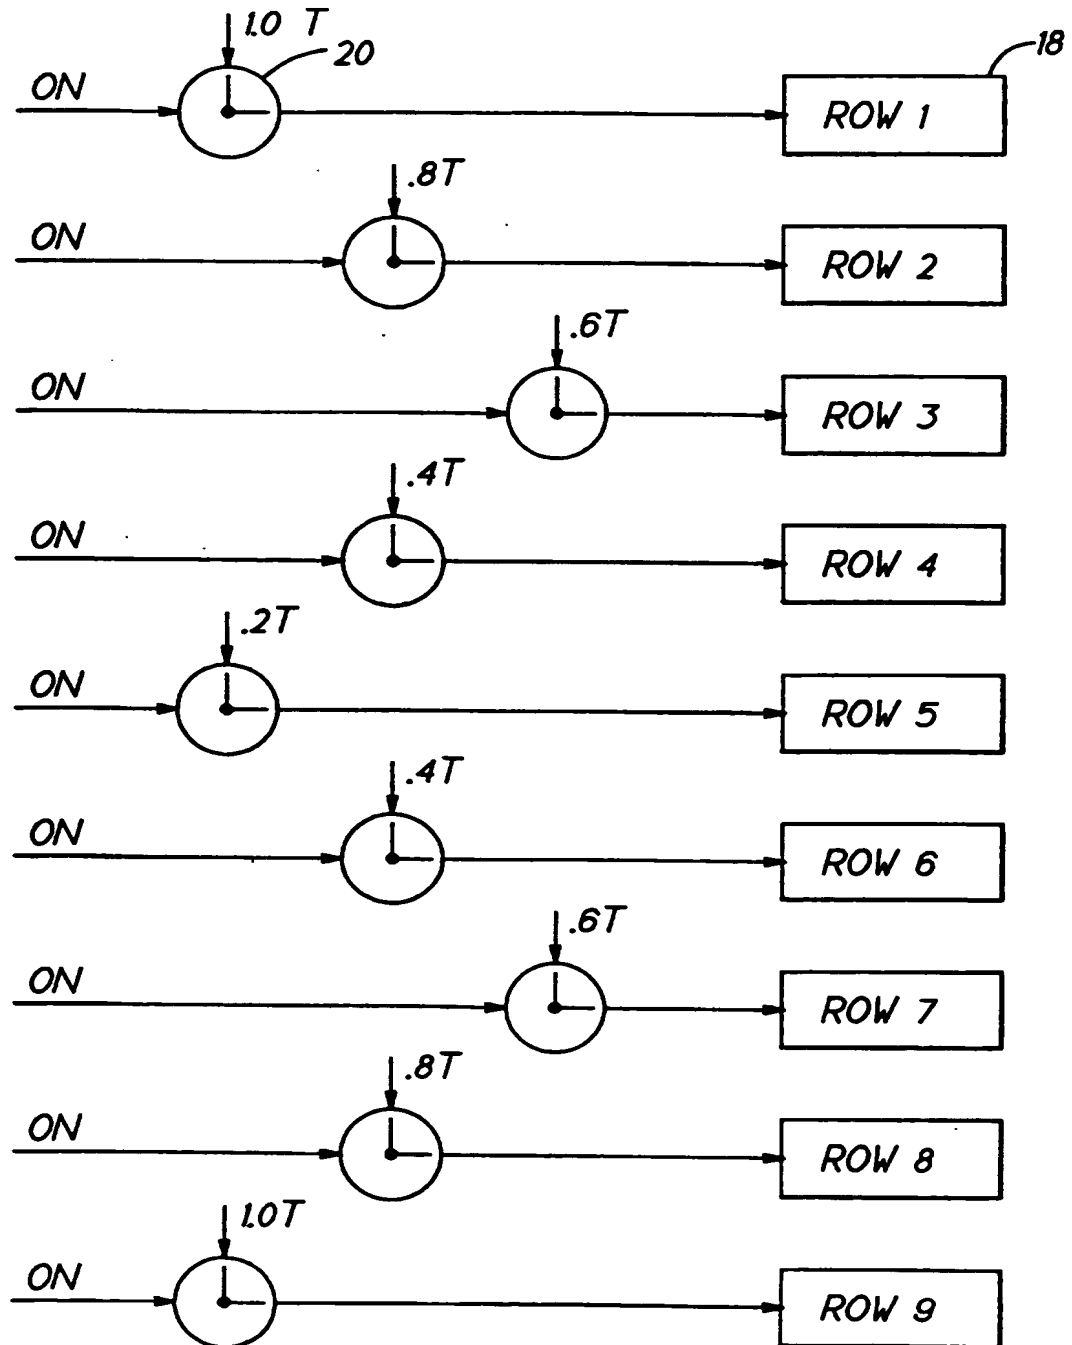 1.0 T
20
18
ON
ROW 1
.8T
ON
ROW 2
.6T
ON
ROW 3
.4T
ON
ROW 4
.2T
ON
ROW 5
.4T
ON
ROW 6
.6T
ON
ROW 7
.8T
ON
ROW 8
1.0T
ON
ROW 9